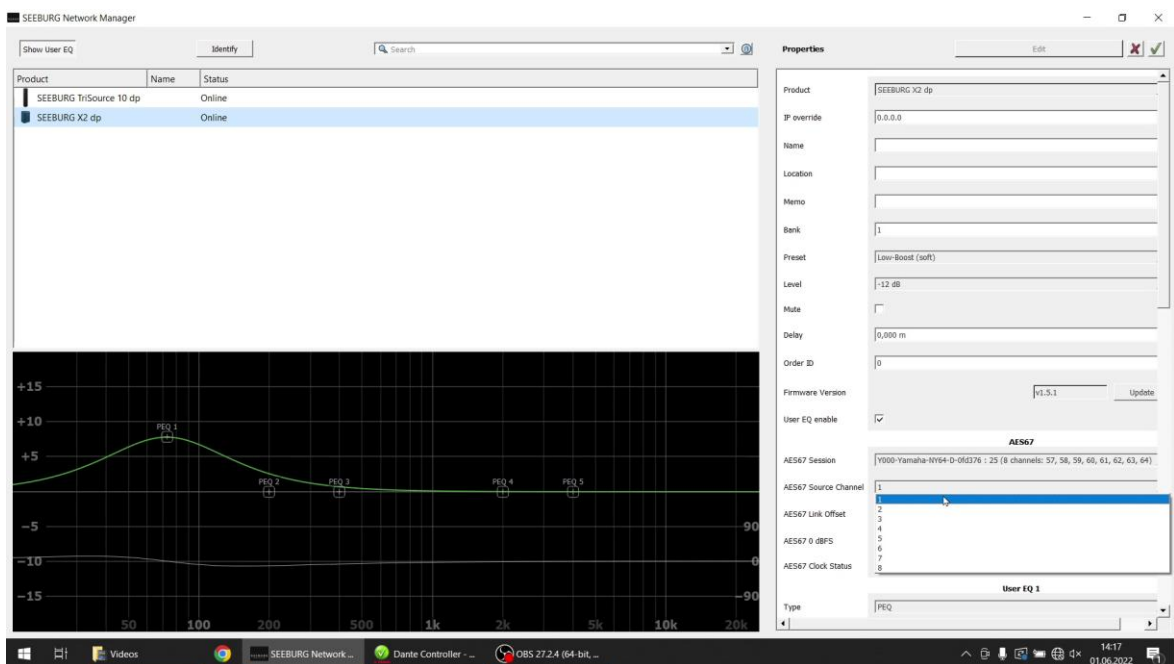 SEEBURG Network Manager
Show User EQ
Identify
Search
Product Name Status
SEEBURG TriSource 10 dp Online
SEEBURG X2 dp Online
+15
+10
+5
−5
−10
−15
PEQ 1
PEQ 2
PEQ 3
PEQ 4
PEQ 5
90
0
−90
50 100 200 500 1k 2k 5k 10k 20k
Properties
Edit
Product SEEBURG X2 dp
IP override 0.0.0.0
Name
Location
Memo
Bank 1
Preset Low-Boost (soft)
Level -12 dB
Mute
Delay 0,000 m
Order ID 0
Firmware Version v1.5.1 Update
User EQ enable
AES67
AES67 Session Y000-Yamaha-NY64-D-0fd376 : 25 (8 channels: 57, 58, 59, 60, 61, 62, 63, 64)
AES67 Source Channel 1
1
2
3
4
5
6
7
8
AES67 Link Offset
AES67 0 dBFS
AES67 Clock Status
User EQ 1
Type PEQ
Videos
SEEBURG Network ...
Dante Controller - ...
OBS 27.2.4 (64-bit, ...
14:17
01.06.2022